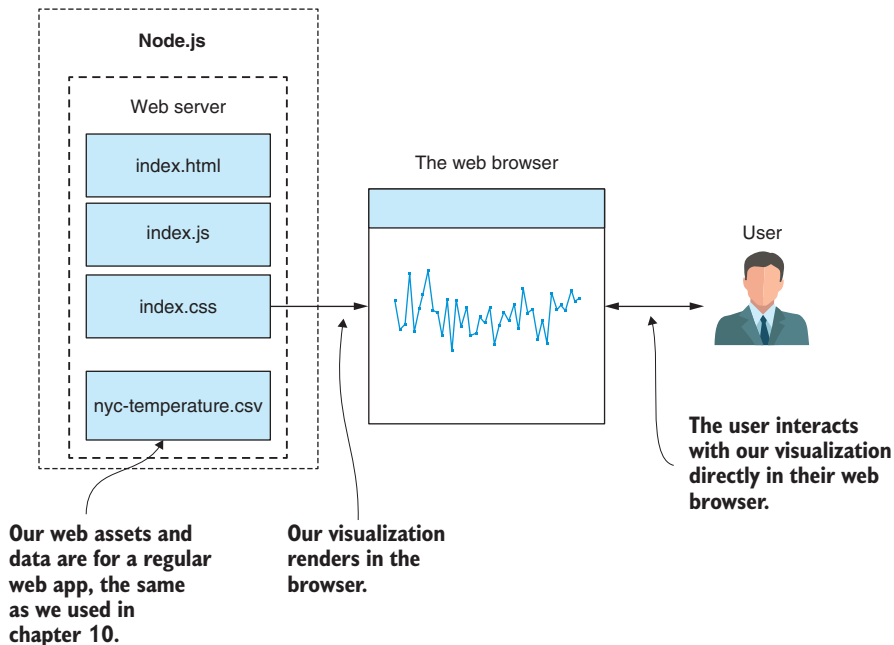 Node.js
Web server
index.html
index.js
index.css
nyc-temperature.csv
The web browser
User
Our web assets and
data are for a regular
web app, the same
as we used in
chapter 10.
Our visualization
renders in the
browser.
The user interacts
with our visualization
directly in their web
browser.